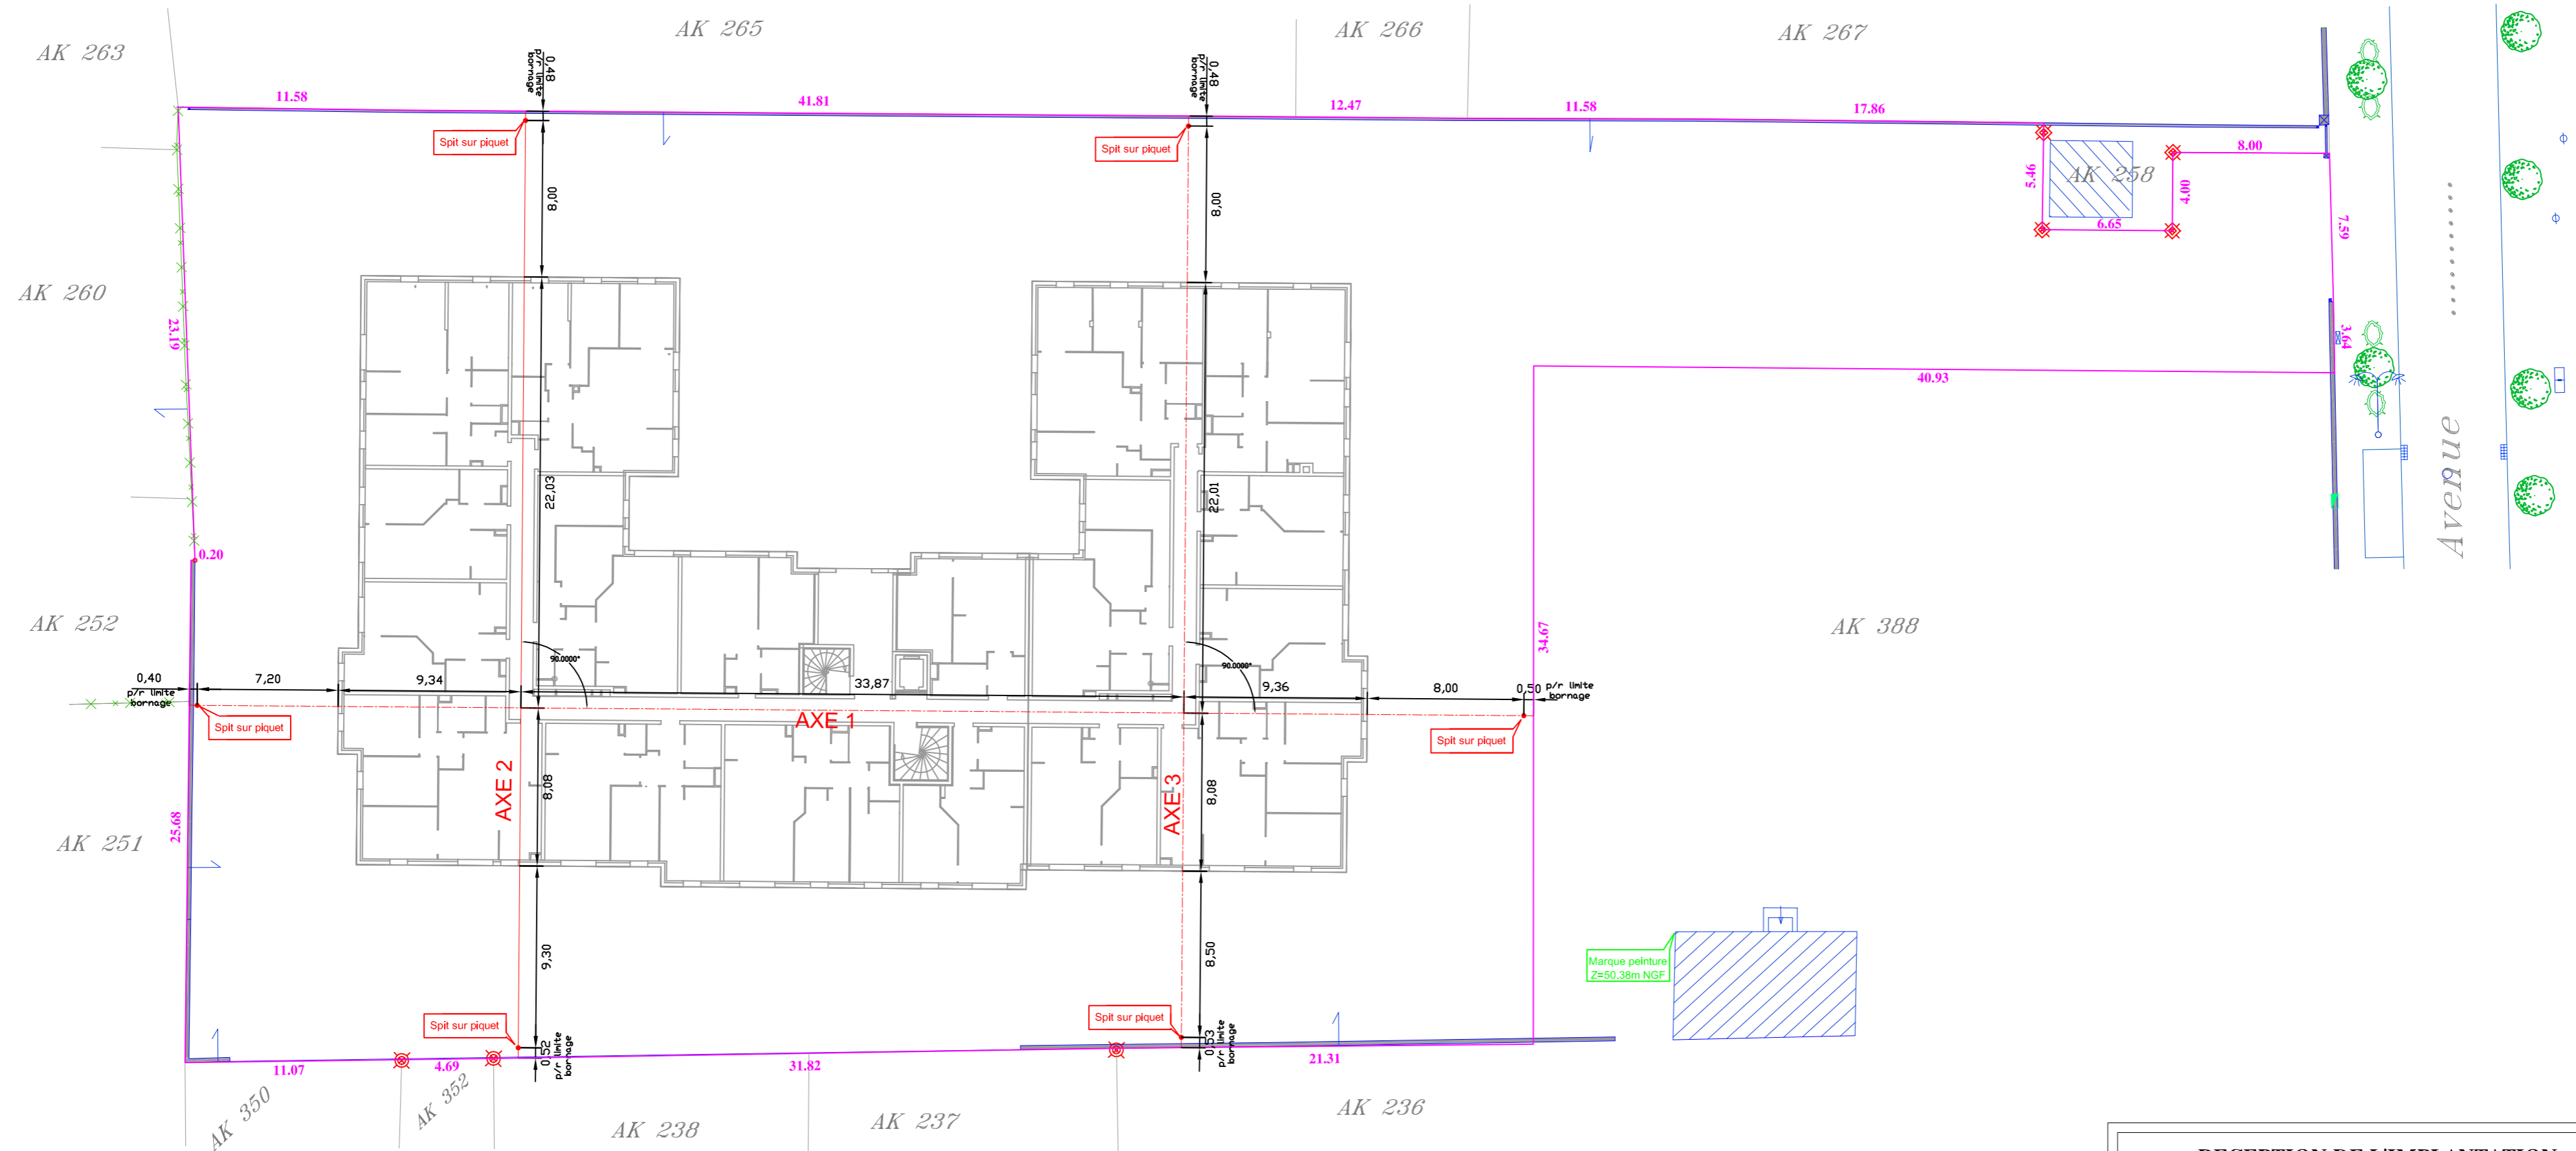 AK 263
AK 265
AK 266
AK 267
0,48
p/r limite
bornage
0,48
p/r limite
bornage
11.58
41.81
12.47
11.58
17.86
Spit sur piquet
Spit sur piquet
8.00
AK 258
5.46
4.00
6.65
7.59
8,00
8,00
AK 260
23.19
3.64
40.93
22,03
22,01
Avenue ...........
0.20
AK 252
AK 388
34.67
90.0000°
90.0000°
0,40
p/r limite
bornage
7,20
9,34
33,87
9,36
8,00
0,50
p/r limite
bornage
AXE 1
Spit sur piquet
Spit sur piquet
AXE 2
8,08
AXE 3
8,08
25.68
AK 251
9,30
8,50
Marque peinture
Z=50.38m NGF
Spit sur piquet
Spit sur piquet
0,52
p/r limite
bornage
0,53
p/r limite
bornage
11.07
4.69
31.82
21.31
AK 350
AK 352
AK 238
AK 237
AK 236
RECEPTION DE L'IMPLANTATION